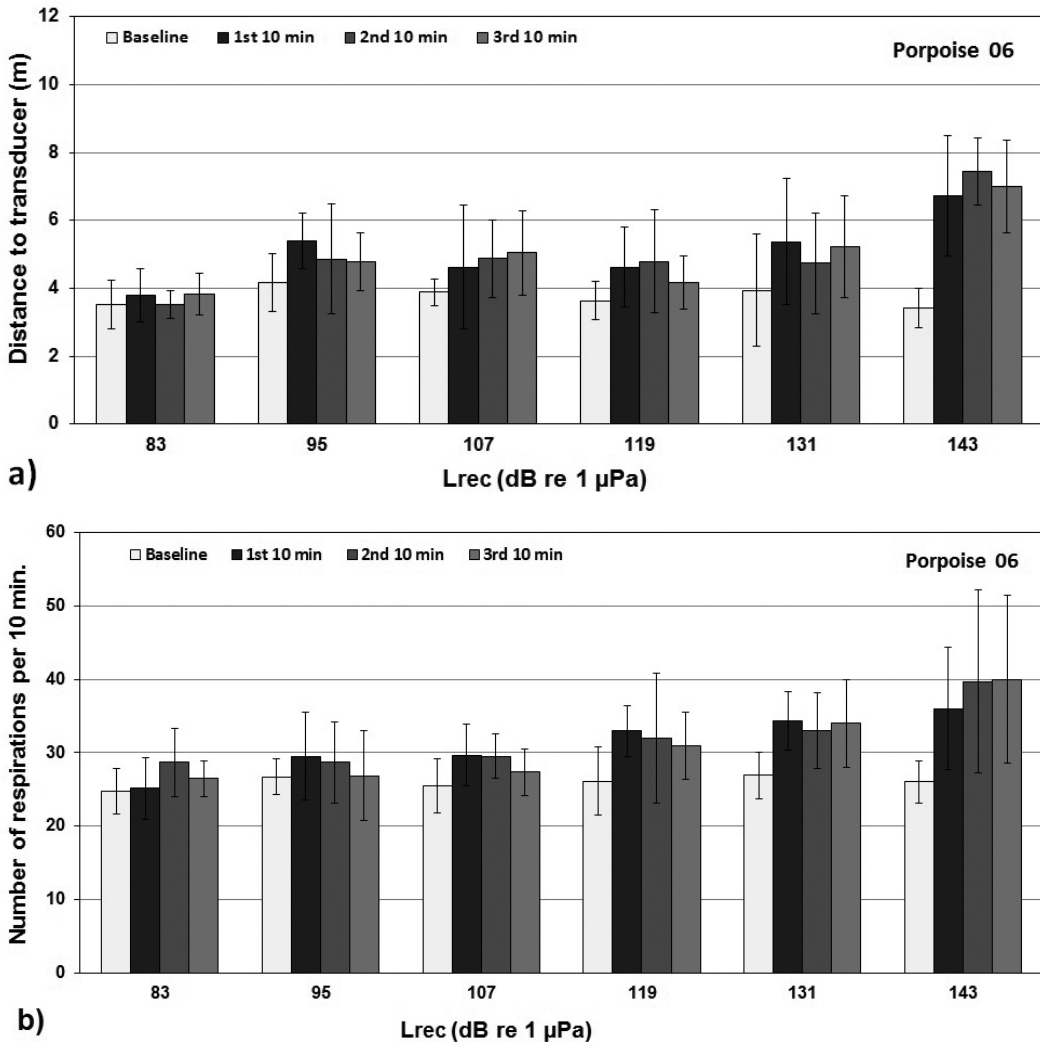 12
10
8
6
4
2
0
Distance to transducer (m)
Baseline 1st 10 min 2nd 10 min 3rd 10 min
Porpoise 06
83 95 107 119 131 143
Lrec (dB re 1 µPa)
a)
60
50
40
30
20
10
0
Number of respirations per 10 min.
Baseline 1st 10 min 2nd 10 min 3rd 10 min
Porpoise 06
83 95 107 119 131 143
Lrec (dB re 1 µPa)
b)